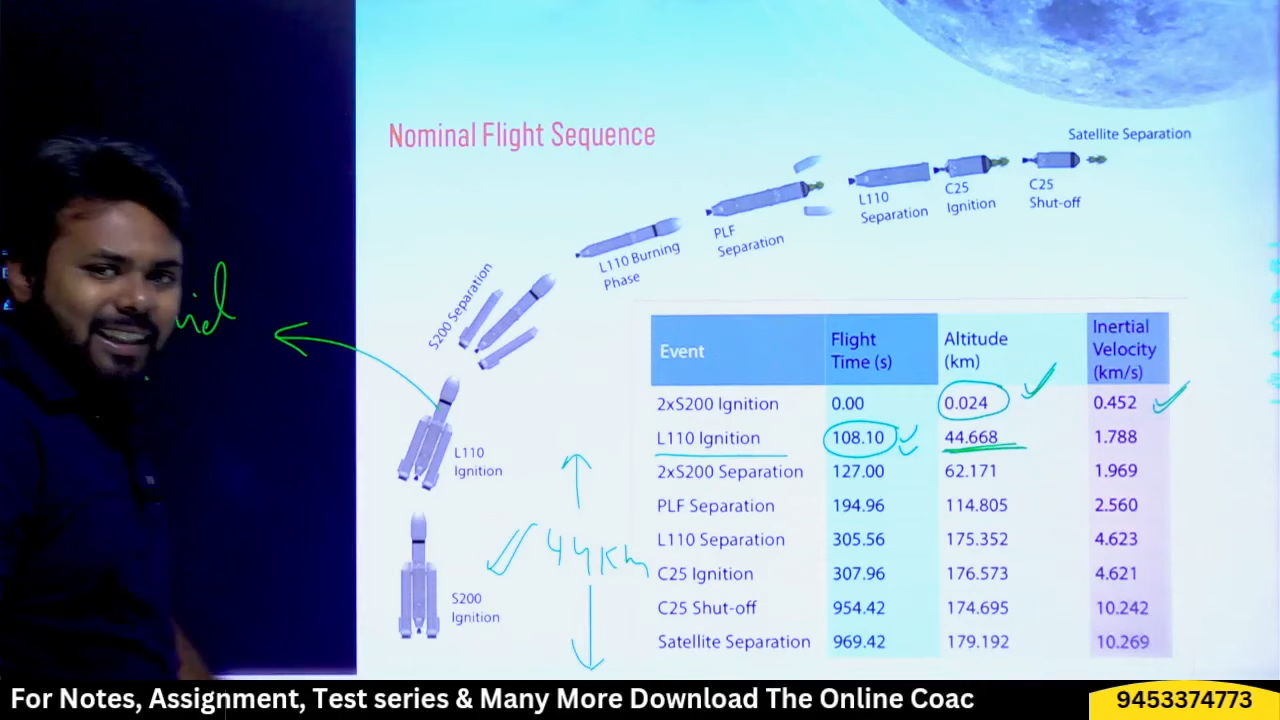 Nominal Flight Sequence
Satellite Separation
C25
Shut-off
C25
Ignition
L110
Separation
PLF
Separation
L110 Burning
Phase
S200 Separation
L110
Ignition
S200
Ignition
44 Km
Event Flight Time (s) Altitude (km) Inertial Velocity (km/s)
2xS200 Ignition 0.00 0.024 0.452
L110 Ignition 108.10 44.668 1.788
2xS200 Separation 127.00 62.171 1.969
PLF Separation 194.96 114.805 2.560
L110 Separation 305.56 175.352 4.623
C25 Ignition 307.96 176.573 4.621
C25 Shut-off 954.42 174.695 10.242
Satellite Separation 969.42 179.192 10.269
For Notes, Assignment, Test series & Many More Download The Online Coac
9453374773